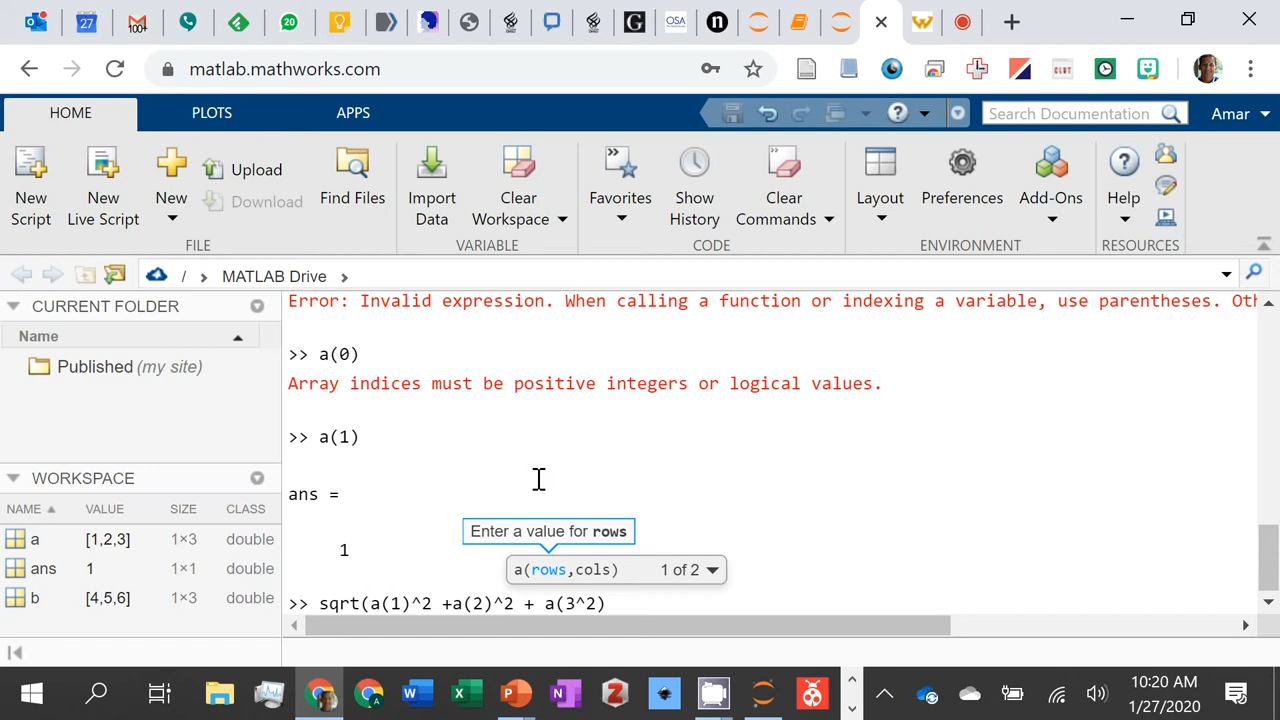 27
100+
20
G
OSA
n
matlab.mathworks.com
CLUT
HOME
PLOTS
APPS
Search Documentation
Amar
New Script
New Live Script
New
Upload
Download
Find Files
Import Data
Clear Workspace
Favorites
Show History
Clear Commands
Layout
Preferences
Add-Ons
Help
FILE
VARIABLE
CODE
ENVIRONMENT
RESOURCES
/ MATLAB Drive
CURRENT FOLDER
Name
Published (my site)
WORKSPACE
NAME VALUE SIZE CLASS
a [1,2,3] 1×3 double
ans 1 1×1 double
b [4,5,6] 1×3 double
Error: Invalid expression. When calling a function or indexing a variable, use parentheses. Oth
>> a(0)
Array indices must be positive integers or logical values.
>> a(1)
ans =
1
Enter a value for rows
a(rows,cols) 1 of 2
>> sqrt(a(1)^2 +a(2)^2 + a(3^2)
10:20 AM
1/27/2020